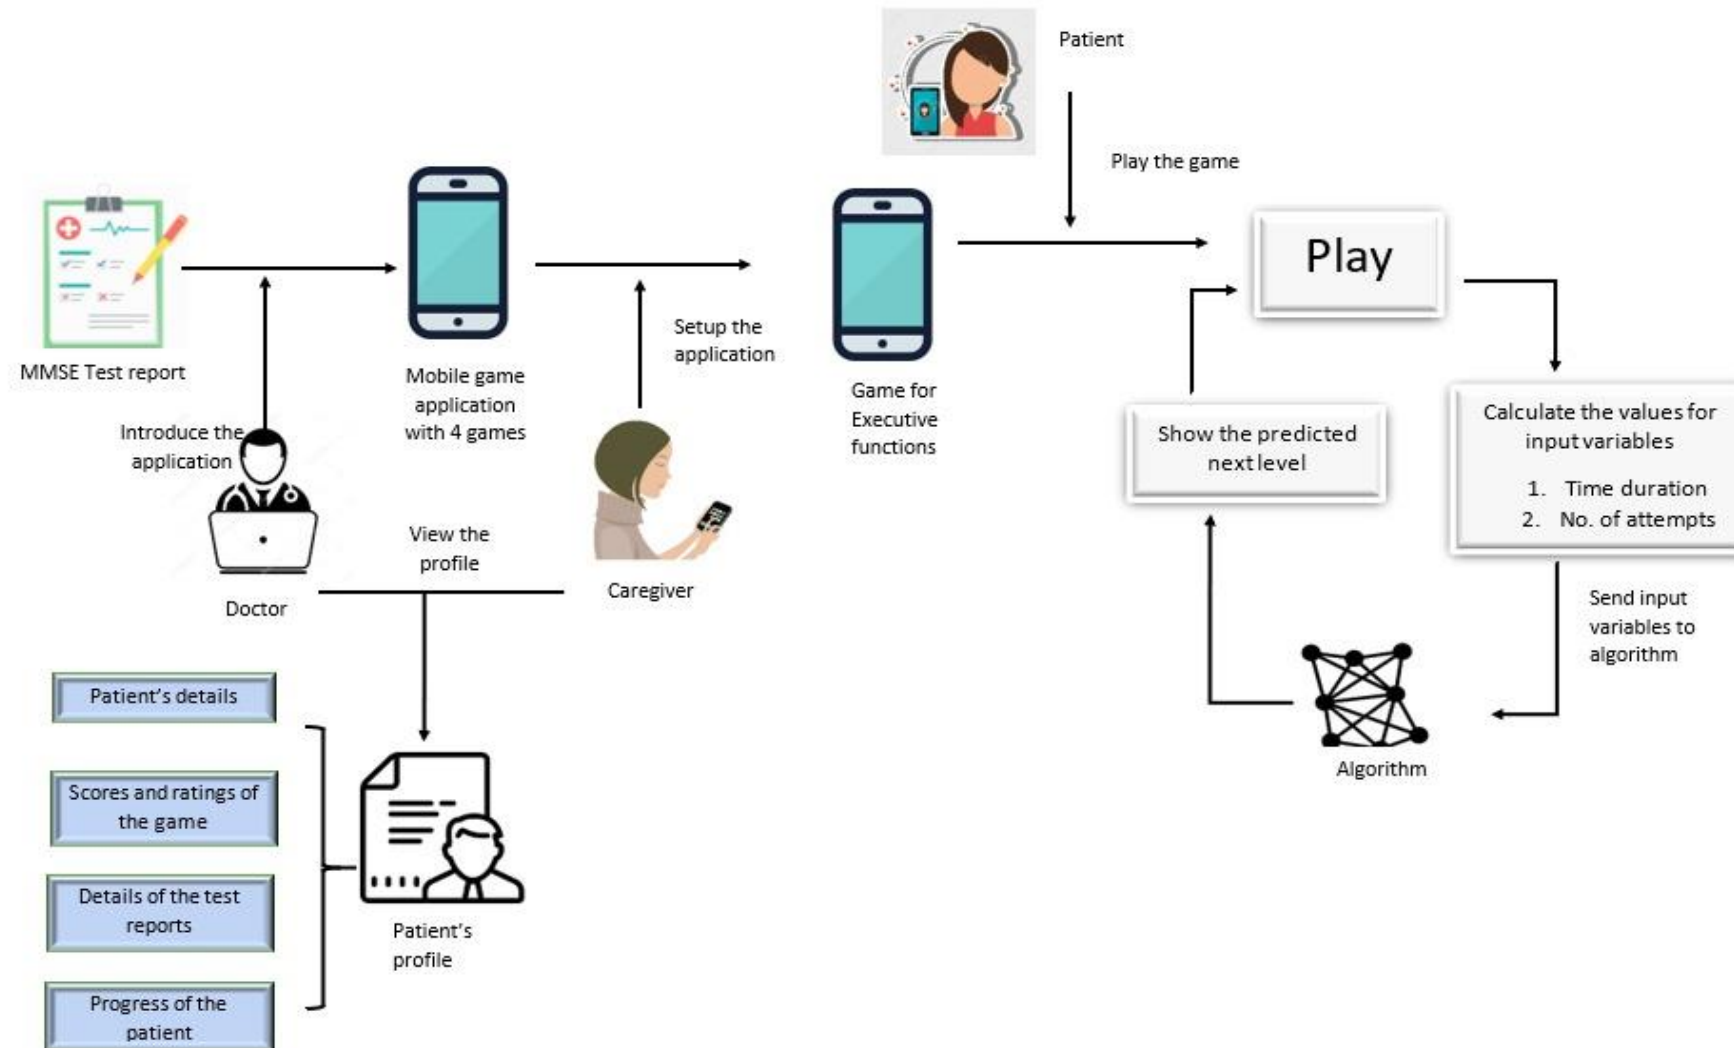 Patient
Play the game
MMSE Test report
Introduce the
application
Mobile game
application
with 4 games
Setup the
application
Game for
Executive
functions
Play
Calculate the values for
input variables
1. Time duration
2. No. of attempts
Show the predicted
next level
Send input
variables to
algorithm
Algorithm
Doctor
View the
profile
Caregiver
Patient's details
Scores and ratings of
the game
Details of the test
reports
Progress of the
patient
Patient's
profile